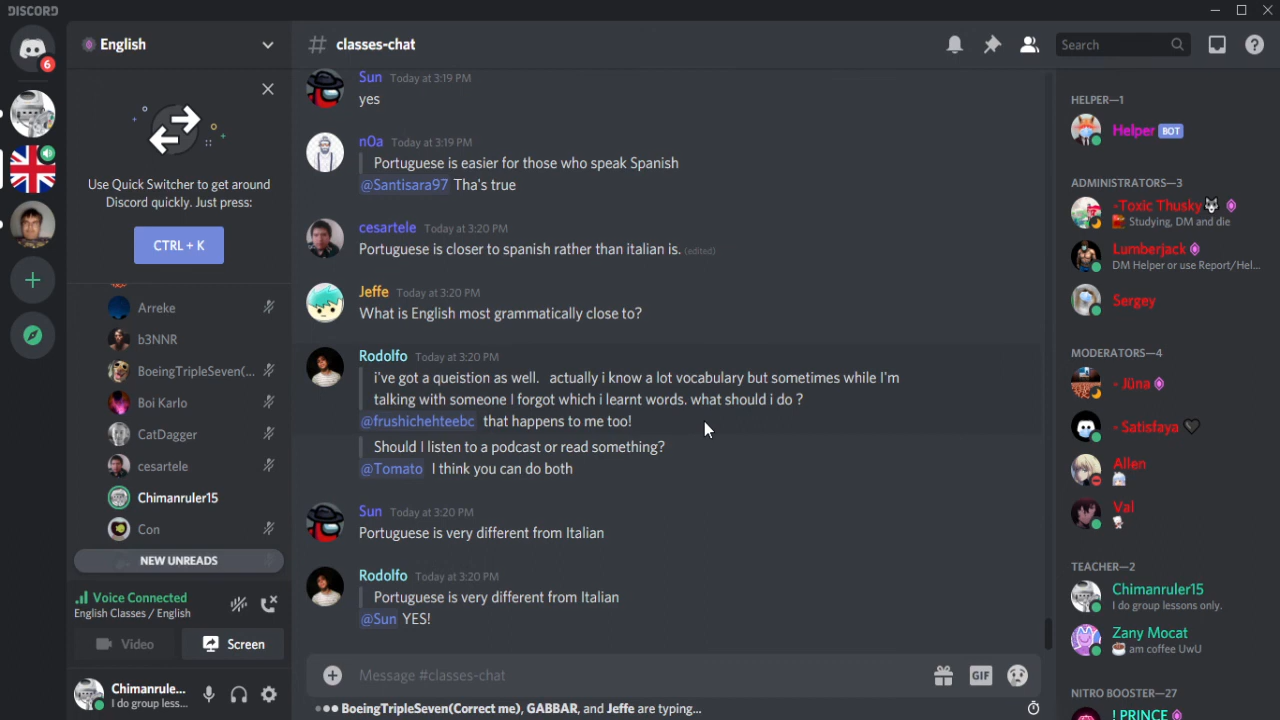 DISCORD
6
English
Use Quick Switcher to get around
Discord quickly. Just press:
CTRL + K
Arreke
b3NNR
BoeingTripleSeven(...
Boi Karlo
CatDagger
cesartele
Chimanruler15
Con
NEW UNREADS
Voice Connected
English Classes / English
Video
Screen
Chimanrule...
I do group less...
# classes-chat
Search
Sun Today at 3:19 PM
yes
n0a Today at 3:19 PM
Portuguese is easier for those who speak Spanish
@Santisara97 Tha's true
cesartele Today at 3:20 PM
Portuguese is closer to spanish rather than italian is. (edited)
Jeffe Today at 3:20 PM
What is English most grammatically close to?
Rodolfo Today at 3:20 PM
i've got a queistion as well. actually i know a lot vocabulary but sometimes while I'm
talking with someone I forgot which i learnt words. what should i do ?
@frushichehteebc that happens to me too!
Should I listen to a podcast or read something?
@Tomato I think you can do both
Sun Today at 3:20 PM
Portuguese is very different from Italian
Rodolfo Today at 3:20 PM
Portuguese is very different from Italian
@Sun YES!
Message #classes-chat
GIF
BoeingTripleSeven(Correct me), GABBAR, and Jeffe are typing...
HELPER—1
Helper BOT
ADMINISTRATORS—3
-Toxic Thusky
Studying, DM and die
Lumberjack
DM Helper or use Report/Hel...
Sergey
MODERATORS—4
- Jüna
- Satisfaya
Allen
Val
TEACHER—2
Chimanruler15
I do group lessons only.
Zany Mocat
am coffee UwU
NITRO BOOSTER—27
! PRINCE